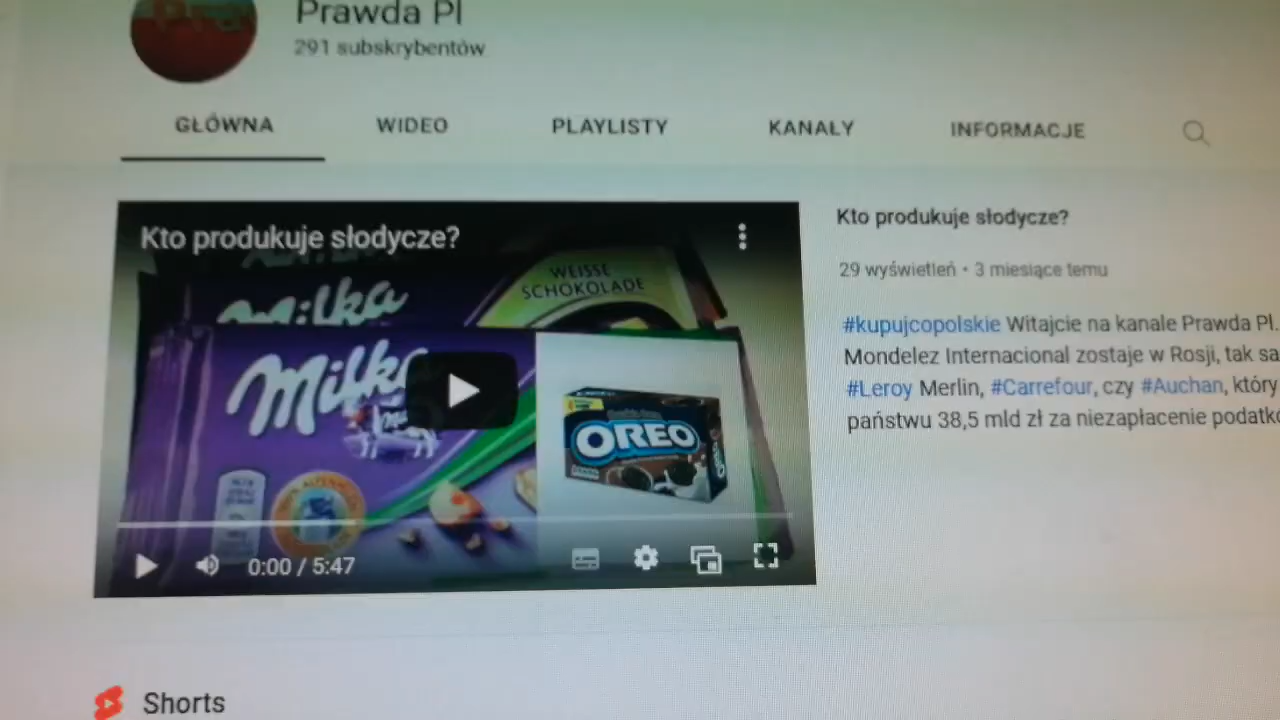 Prawda Pl
291 subskrybentów
GŁÓWNA WIDEO PLAYLISTY KANAŁY INFORMACJE
Kto produkuje słodycze?
WEISSE
SCHOKOLADE
Milka
Milka
OREO
0:00 / 5:47
Kto produkuje słodycze?
29 wyświetleń • 3 miesiące temu
#kupujcopolskie Witajcie na kanale Prawda Pl.
Mondelez Internacional zostaje w Rosji, tak sa
#Leroy Merlin, #Carrefour, czy #Auchan, który
państwu 38,5 mld zł za niezapłacenie podatk
Shorts